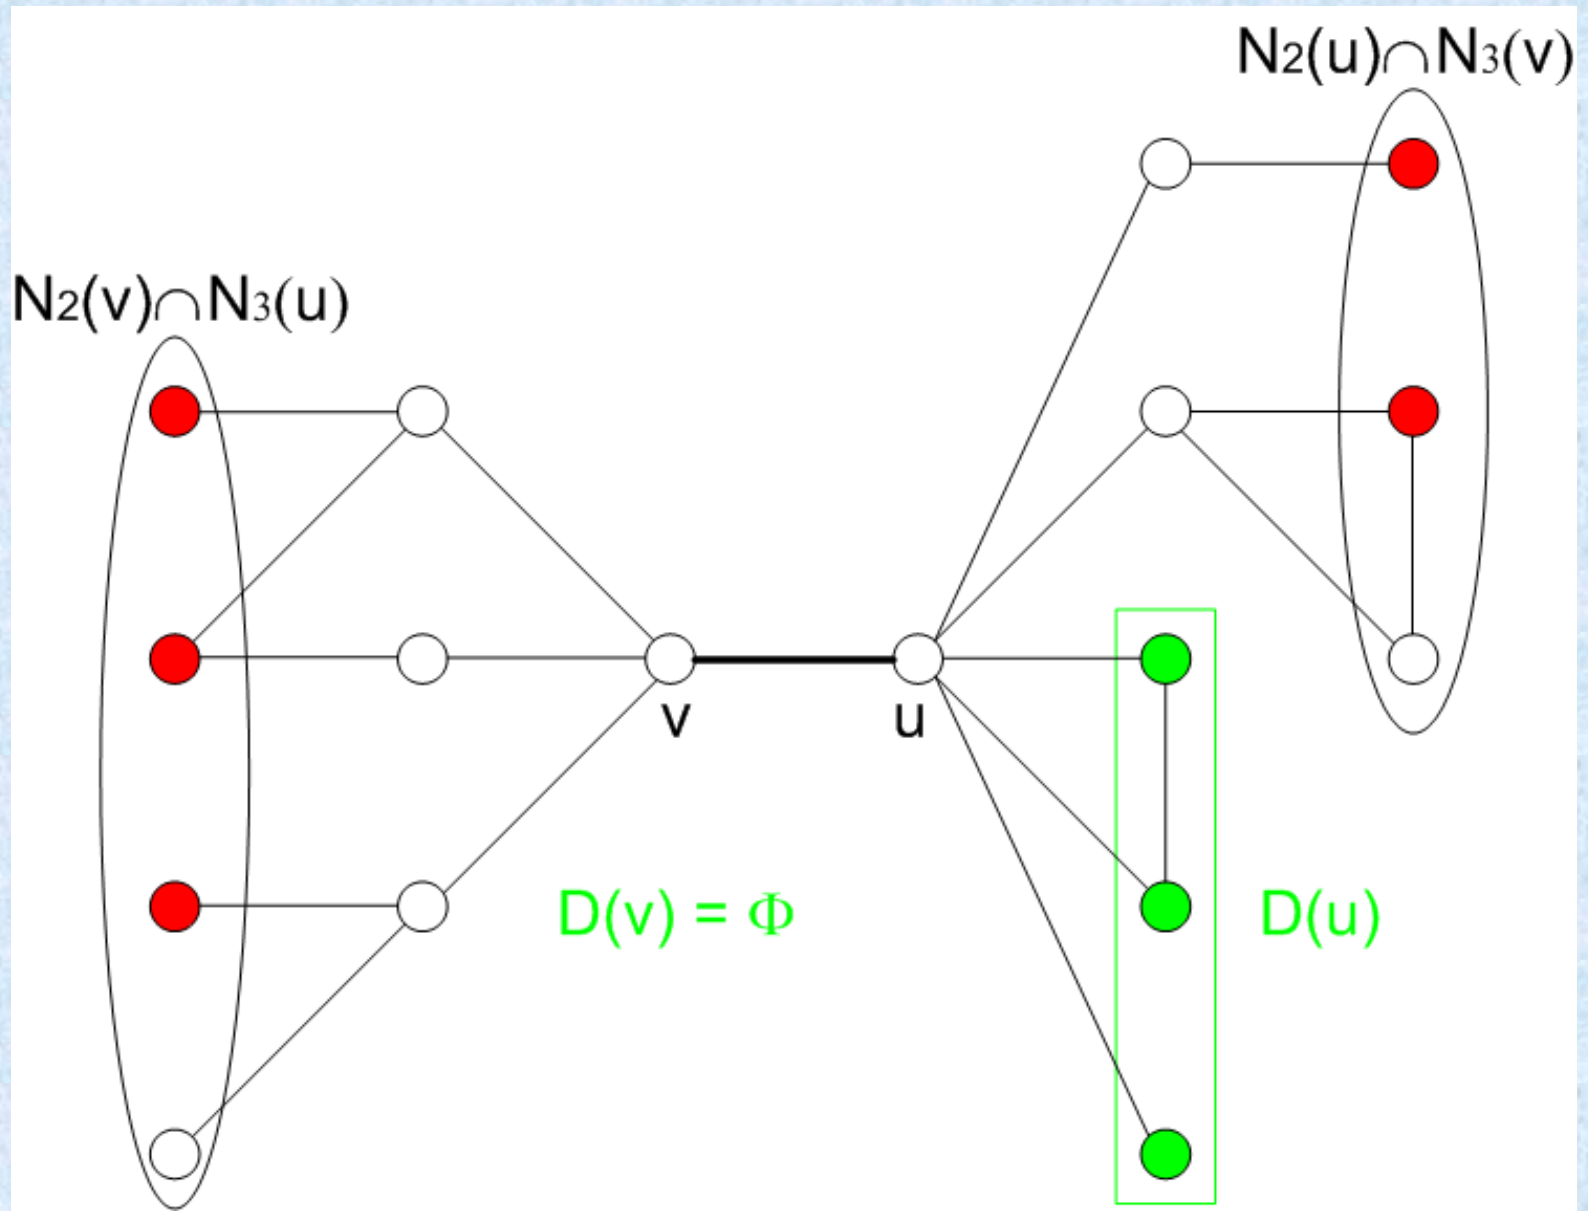 N2(u)∩N3(v)
N2(v)∩N3(u)
v
u
D(v) = Φ
D(u)